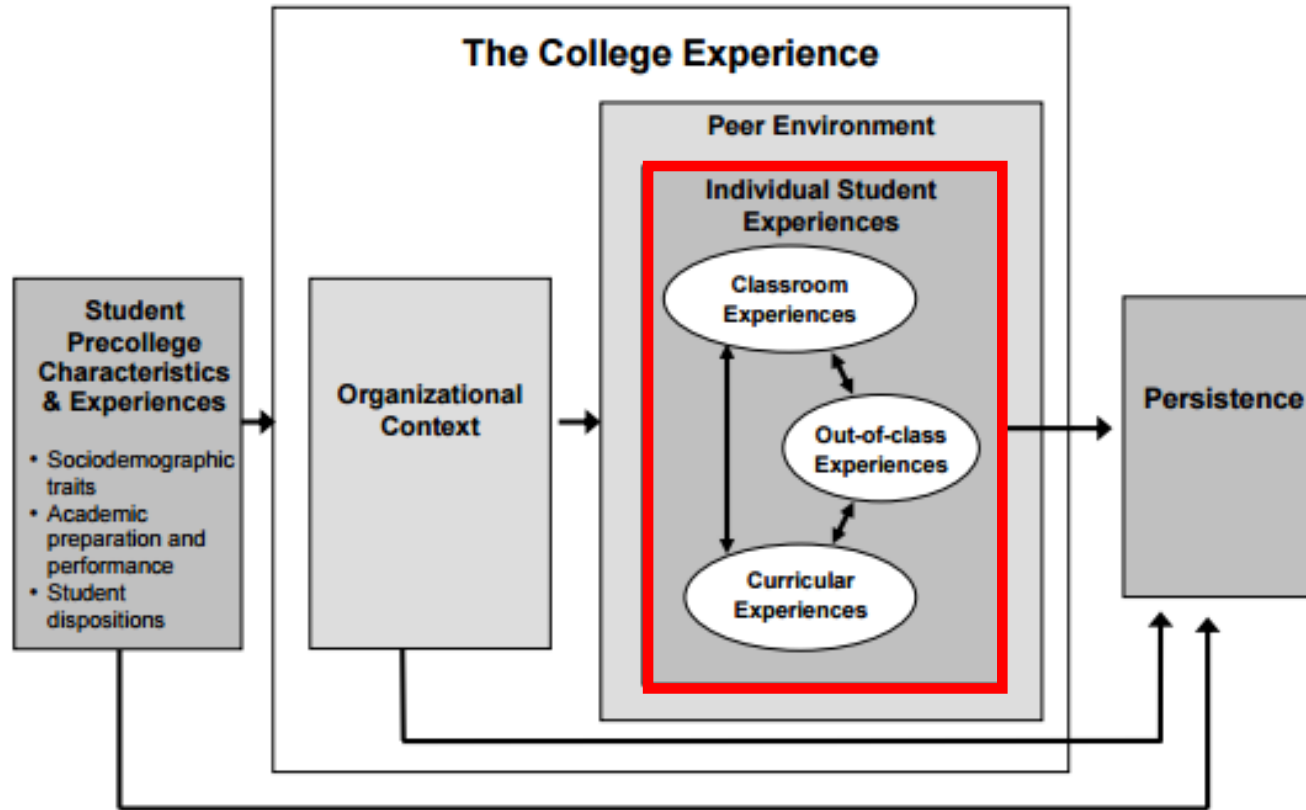 The College Experience
Peer Environment
Individual Student
Experiences
Classroom
Experiences
Out-of-class
Experiences
Curricular
Experiences
Student
Precollege
Characteristics
& Experiences
• Sociodemographic
traits
• Academic
preparation and
performance
• Student
dispositions
Organizational
Context
Persistence